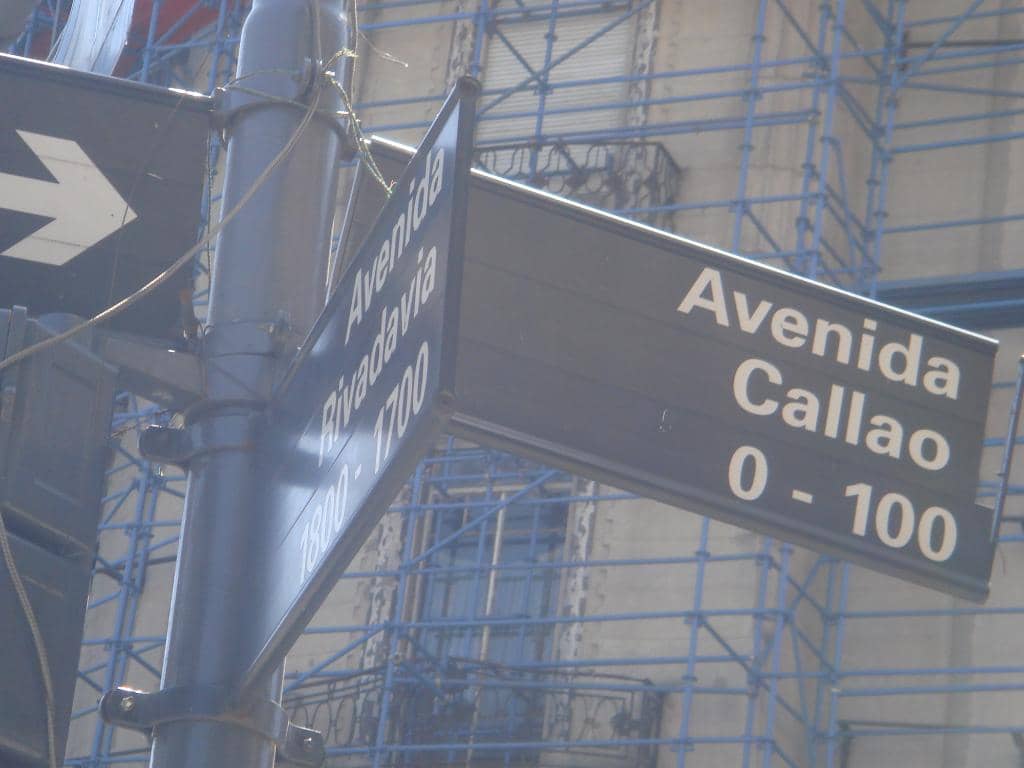 Avenida
Rivadavia
1800 - 1700
Avenida
Callao
0 - 100